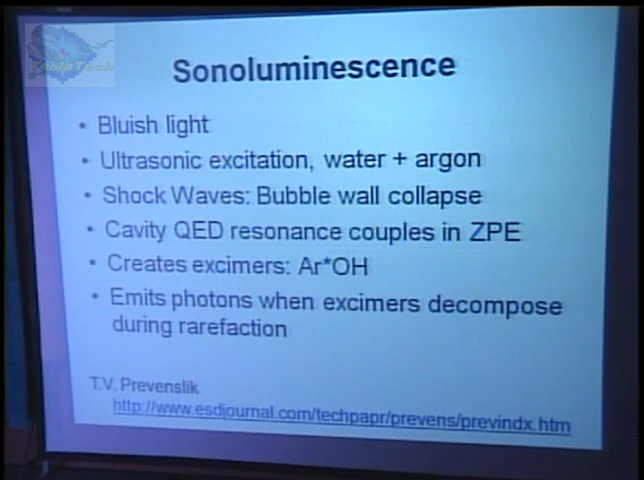 TeslaTech
Sonoluminescence
• Bluish light
• Ultrasonic excitation, water + argon
• Shock Waves: Bubble wall collapse
• Cavity QED resonance couples in ZPE
• Creates excimers: Ar*OH
• Emits photons when excimers decompose
during rarefaction
T.V. Prevenslik
http://www.esdjournal.com/techpapr/prevens/previndx.htm